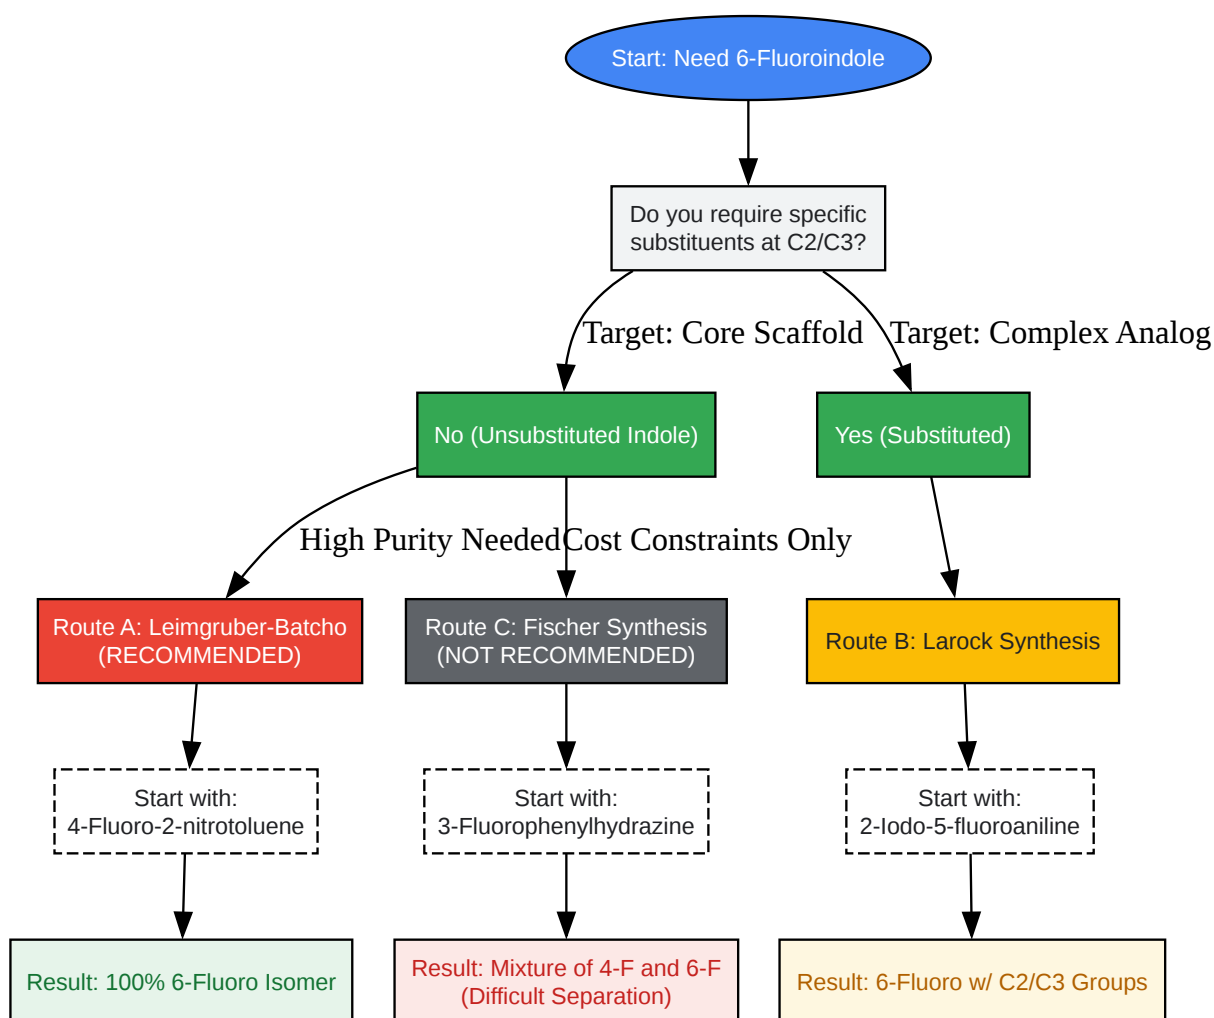 Start: Need 6-Fluoroindole
Do you require specific
substituents at C2/C3?
Target: Core Scaffold
Target: Complex Analog
No (Unsubstituted Indole)
Yes (Substituted)
High Purity Needed
Cost Constraints Only
Route A: Leimgruber-Batcho
(RECOMMENDED)
Route C: Fischer Synthesis
(NOT RECOMMENDED)
Route B: Larock Synthesis
Start with:
4-Fluoro-2-nitrotoluene
Start with:
3-Fluorophenylhydrazine
Start with:
2-Iodo-5-fluoroaniline
Result: 100% 6-Fluoro Isomer
Result: Mixture of 4-F and 6-F
(Difficult Separation)
Result: 6-Fluoro w/ C2/C3 Groups